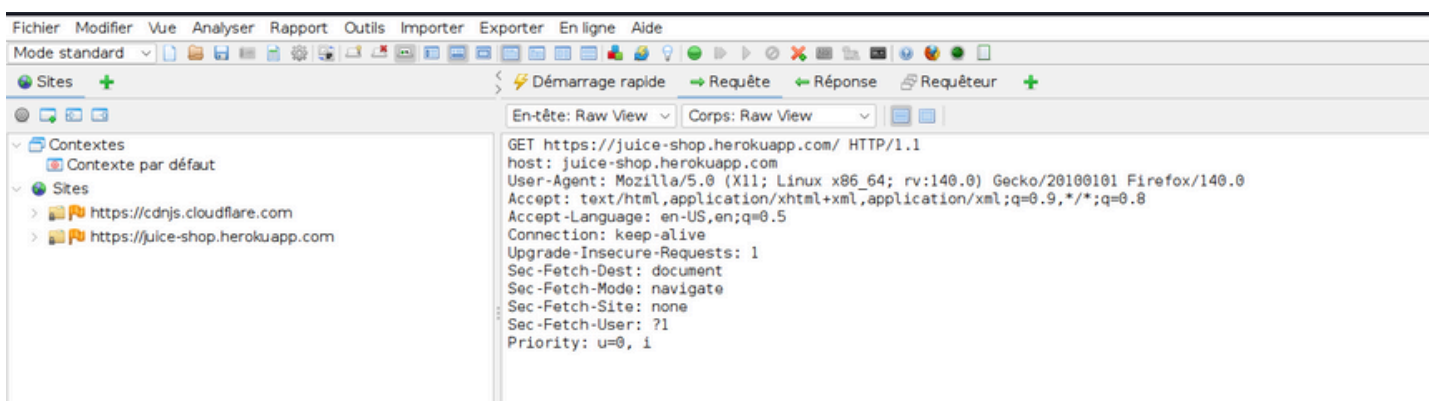 Fichier Modifier Vue Analyser Rapport Outils Importer Exporter En ligne Aide
Mode standard
Sites
Démarrage rapide Requête Réponse Requêteur
En-tête: Raw View Corps: Raw View
Contextes
Contexte par défaut
Sites
https://cdnjs.cloudflare.com
https://juice-shop.herokuapp.com
GET https://juice-shop.herokuapp.com/ HTTP/1.1
host: juice-shop.herokuapp.com
User-Agent: Mozilla/5.0 (X11; Linux x86_64; rv:140.0) Gecko/20100101 Firefox/140.0
Accept: text/html,application/xhtml+xml,application/xml;q=0.9,*/*;q=0.8
Accept-Language: en-US,en;q=0.5
Connection: keep-alive
Upgrade-Insecure-Requests: 1
Sec-Fetch-Dest: document
Sec-Fetch-Mode: navigate
Sec-Fetch-Site: none
Sec-Fetch-User: ?1
Priority: u=0, i